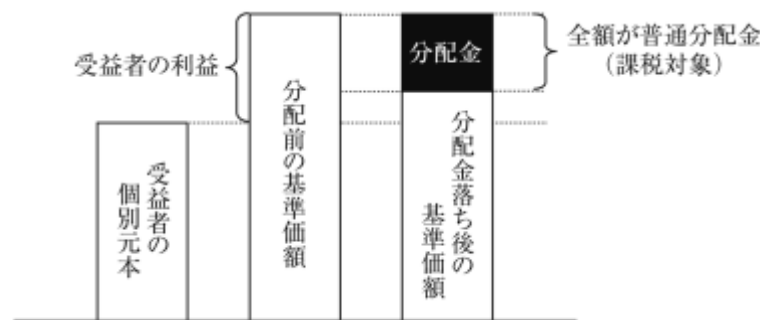 受益者の利益
受益者の
個別元本
分配前の基準価額
分配金
分配金落ち後の
基準価額
全額が普通分配金
（課税対象）